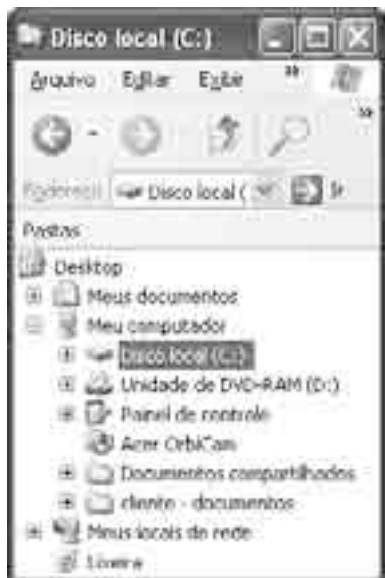 Disco local (C:)
Arquivo Editar Exibir »
»
Endereço Disco local ( Ir
Pastas
Desktop
Meus documentos
Meu computador
Disco local (C:)
Unidade de DVD-RAM (D:)
Painel de controle
Acer OrbiCam
Documentos compartilhados
cliente - documentos
Meus locais de rede
Lixeira